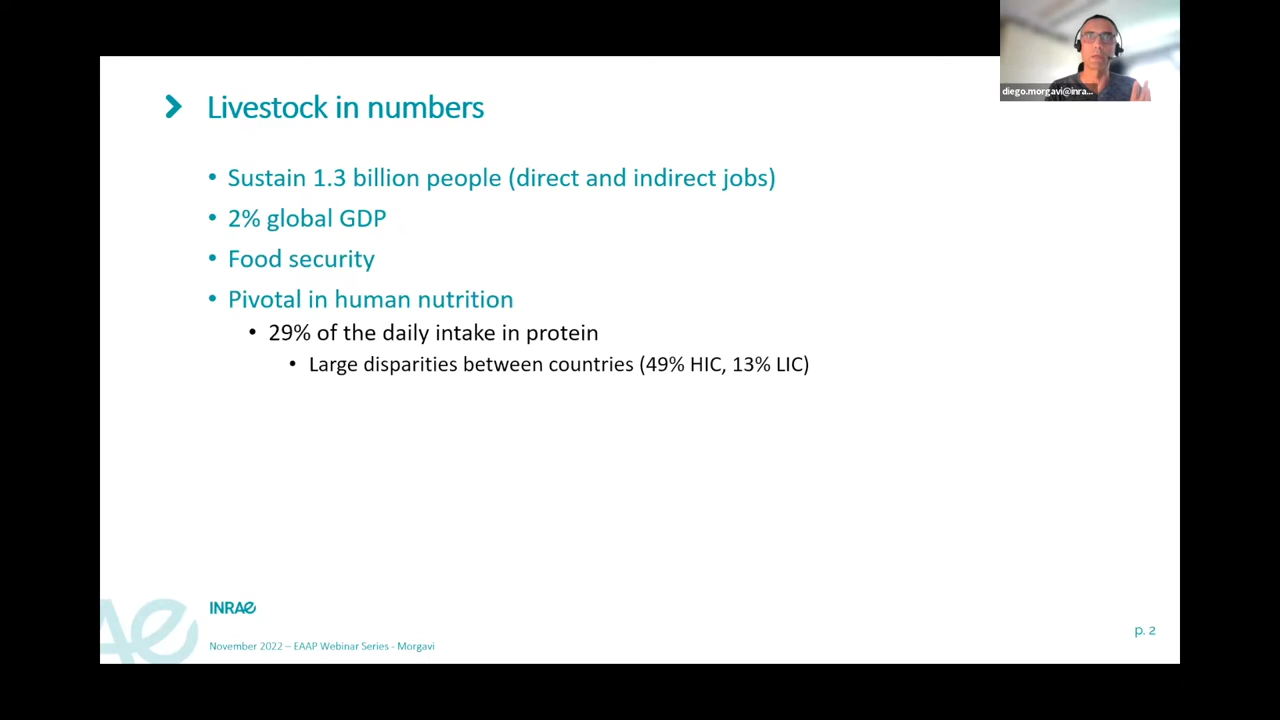 diego.morgavi@inra...
Livestock in numbers
• Sustain 1.3 billion people (direct and indirect jobs)
• 2% global GDP
• Food security
• Pivotal in human nutrition
• 29% of the daily intake in protein
• Large disparities between countries (49% HIC, 13% LIC)
INRAE
November 2022 – EAAP Webinar Series - Morgavi
p. 2